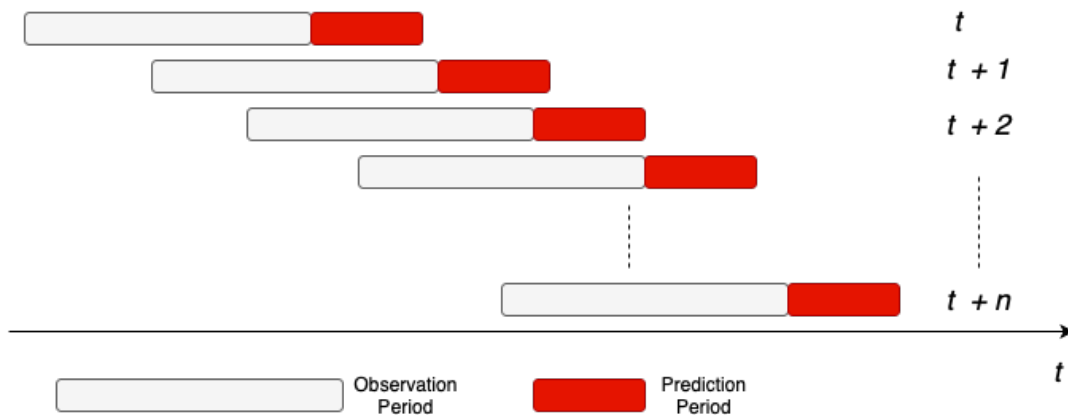 t
t + 1
t + 2
t + n
t
Observation
Period
Prediction
Period